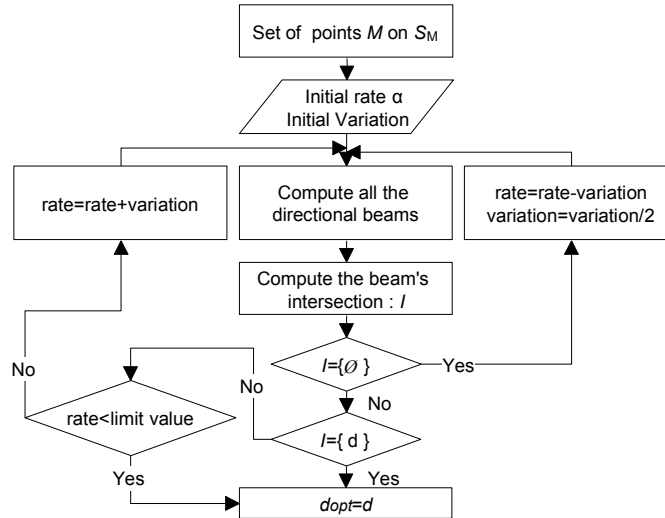 Set of points M on SM
Initial rate α
Initial Variation
rate=rate+variation
Compute all the
directional beams
rate=rate-variation
variation=variation/2
Compute the beam's
intersection : I
I={Ø }
Yes
No
No
rate<limit value
I={ d }
Yes
Yes
dopt=d